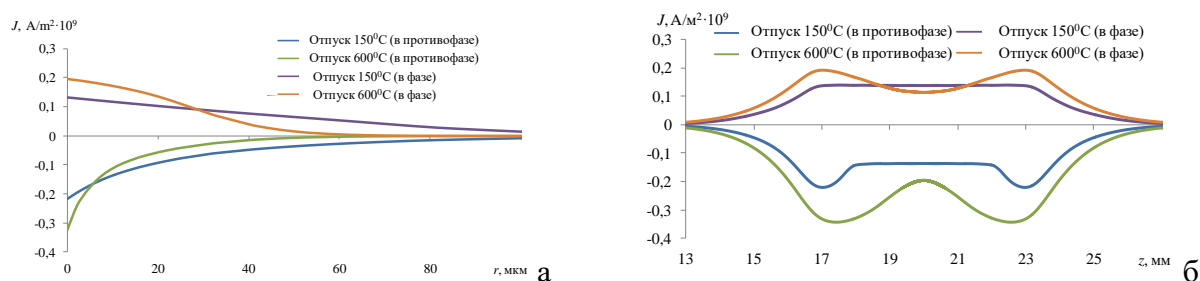 J, A/m²·10⁹
0,3
0,2
0,1
0
-0,1
-0,2
-0,3
-0,4
0
20
40
60
80
r, мкм
Отпуск 150⁰С (в противофазе)
Отпуск 600⁰С (в противофазе)
Отпуск 150⁰С (в фазе)
Отпуск 600⁰С (в фазе)
а
J, А/м²·10⁹
0,3
0,2
0,1
0
-0,1
-0,2
-0,3
-0,4
13
15
17
19
21
23
25
z, мм
Отпуск 150⁰С (в противофазе)
Отпуск 150⁰С (в фазе)
Отпуск 600⁰С (в противофазе)
Отпуск 600⁰С (в фазе)
б